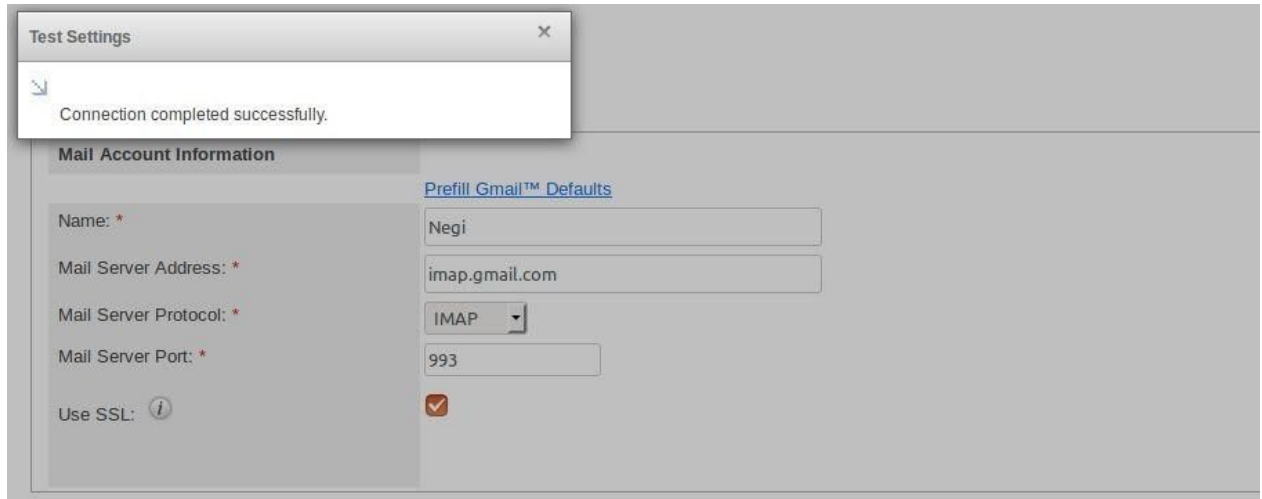 Test Settings
Connection completed successfully.
Mail Account Information
Prefill Gmail™ Defaults
Name: *
Negi
Mail Server Address: *
imap.gmail.com
Mail Server Protocol: *
IMAP
Mail Server Port: *
993
Use SSL: i